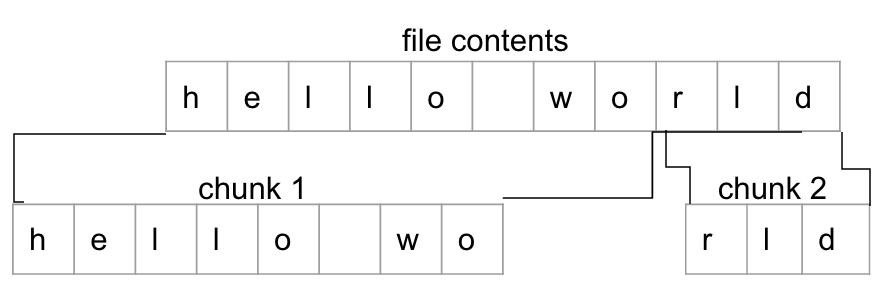 file contents
h e l l o w o r l d
chunk 1 chunk 2
h e l l o w o r l d